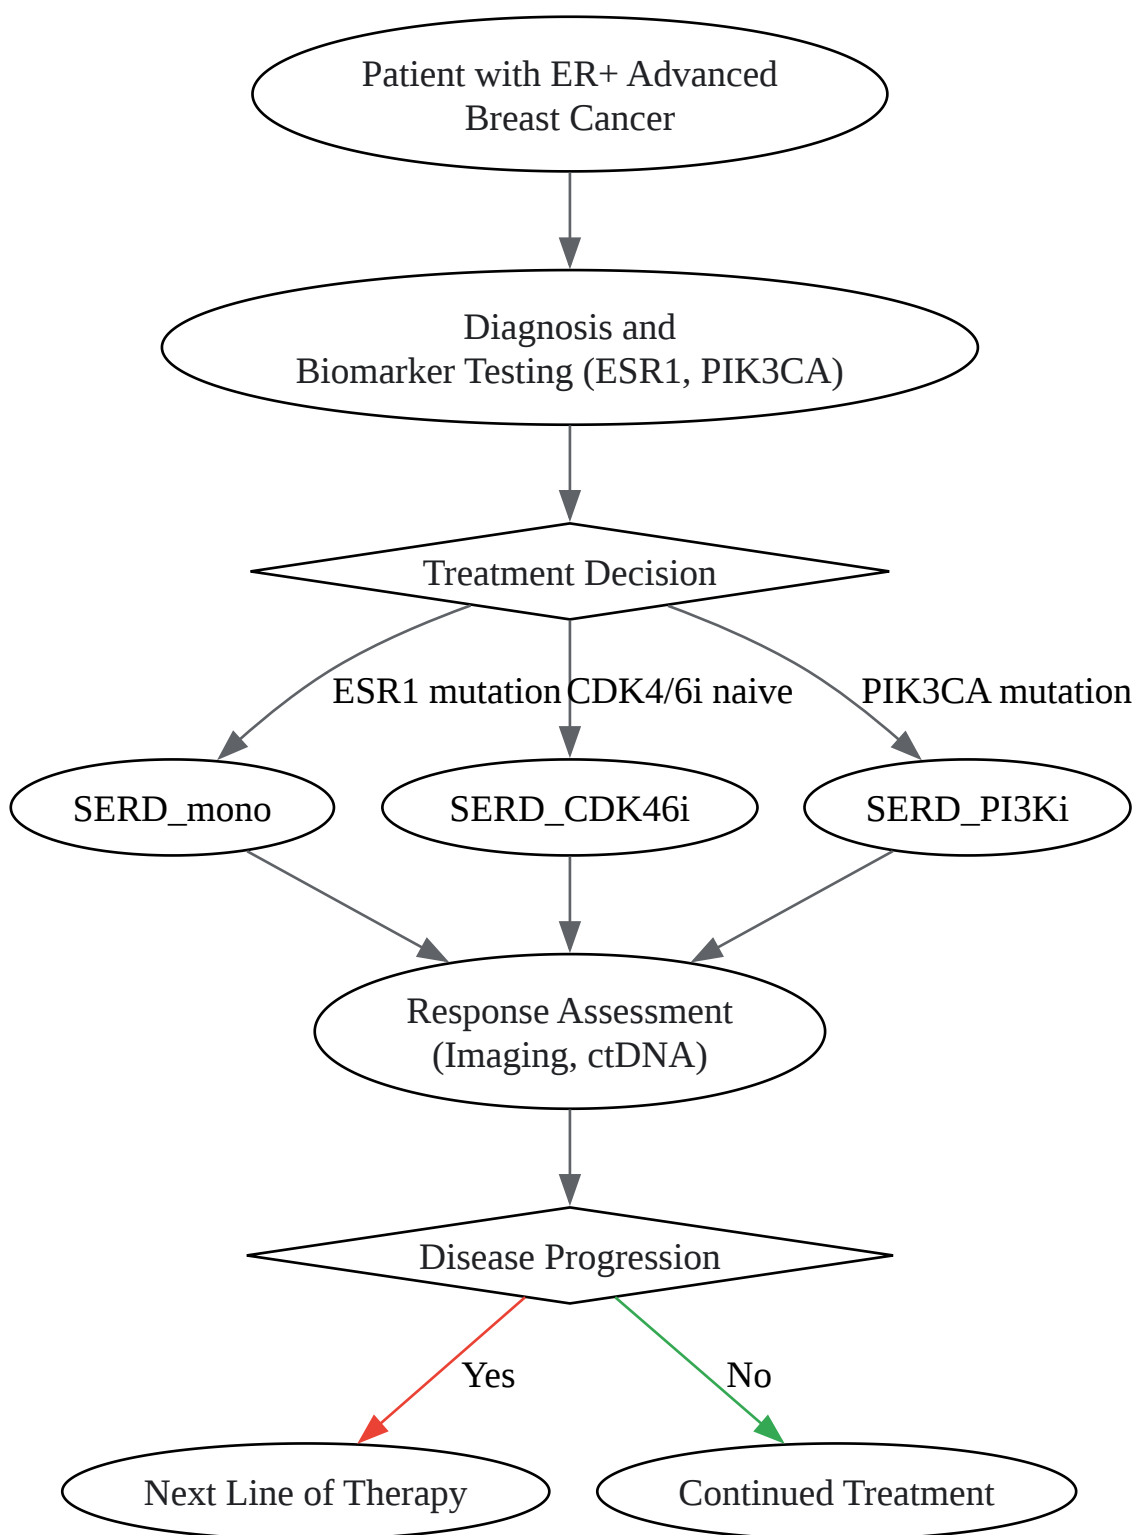 Patient with ER+ Advanced
Breast Cancer
Diagnosis and
Biomarker Testing (ESR1, PIK3CA)
Treatment Decision
ESR1 mutation
CDK4/6i naive
PIK3CA mutation
SERD_mono
SERD_CDK46i
SERD_PI3Ki
Response Assessment
(Imaging, ctDNA)
Disease Progression
Yes
No
Next Line of Therapy
Continued Treatment